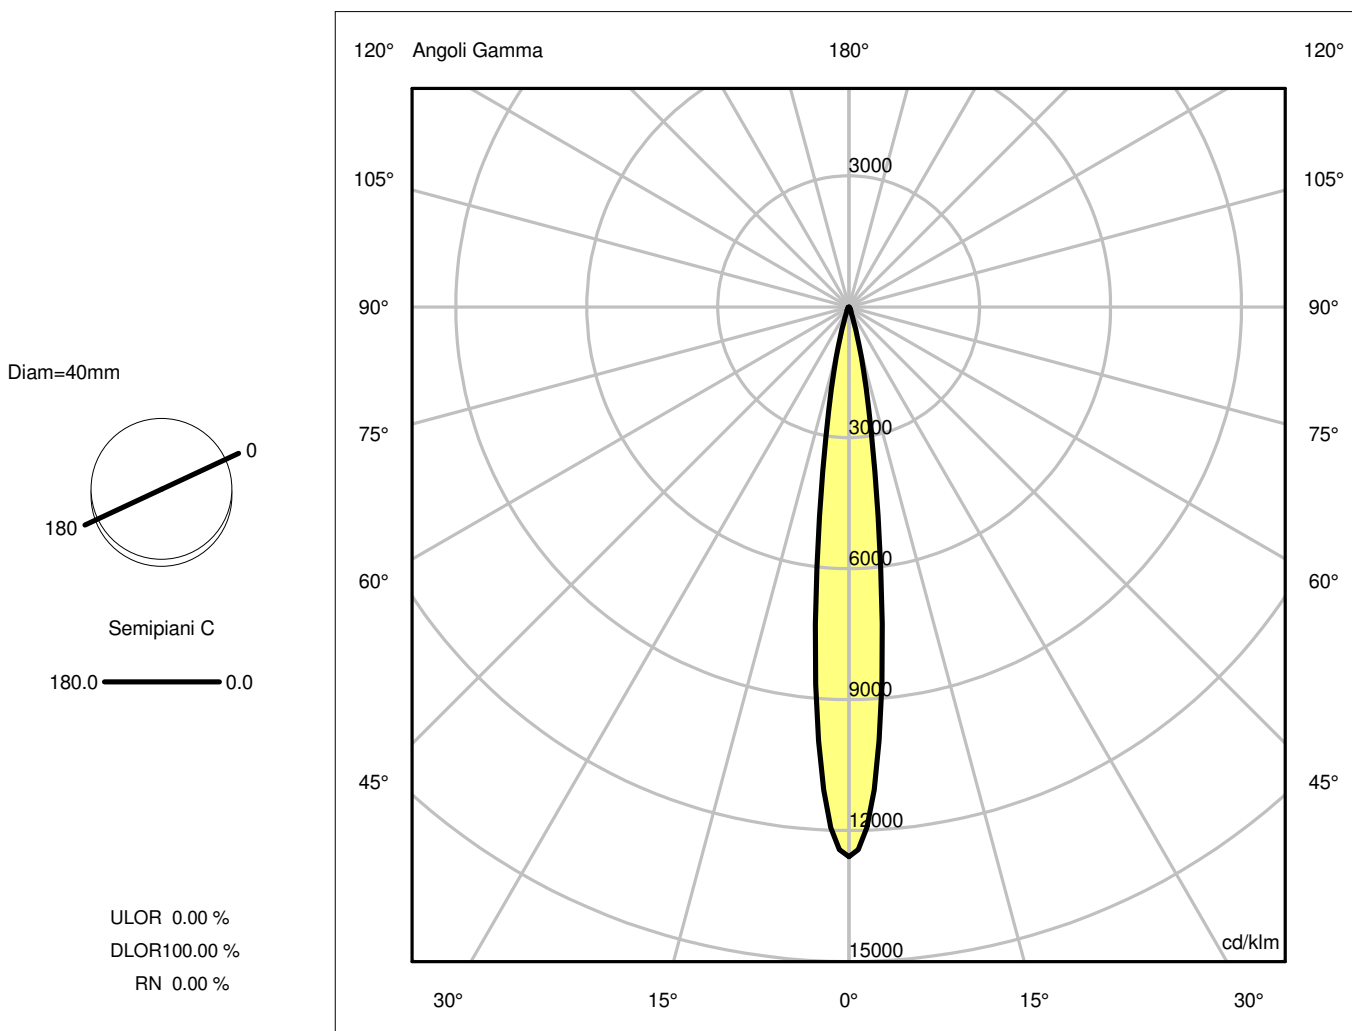 120° Angoli Gamma 180° 120°
3000
105° 105°
90° 90°
Diam=40mm
3000
75° 75°
0
180
6000
60° 60°
Semipiani C
180.0 0.0
9000
45° 45°
12000
ULOR 0.00 %
cd/klm
DLOR100.00 %
15000
RN 0.00 %
30° 15° 0° 15° 30°